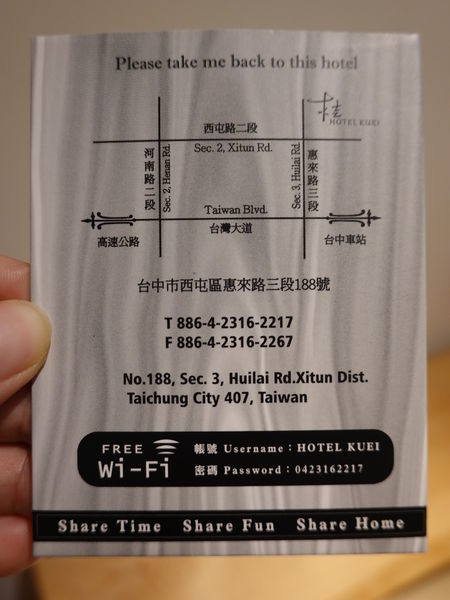 Please take me back to this hotel
桂
HOTEL KUEI
西屯路二段
Sec. 2, Xitun Rd.
河南路二段
Sec. 2, Henan Rd.
Sec. 3, Huilai Rd.
惠來路三段
Taiwan Blvd.
台灣大道
高速公路
台中車站
台中市西屯區惠來路三段188號
T 886-4-2316-2217
F 886-4-2316-2267
No.188, Sec. 3, Huilai Rd.Xitun Dist.
Taichung City 407, Taiwan
FREE
Wi-Fi
帳號 Username：HOTEL KUEI
密碼 Password：0423162217
Share Time Share Fun Share Home